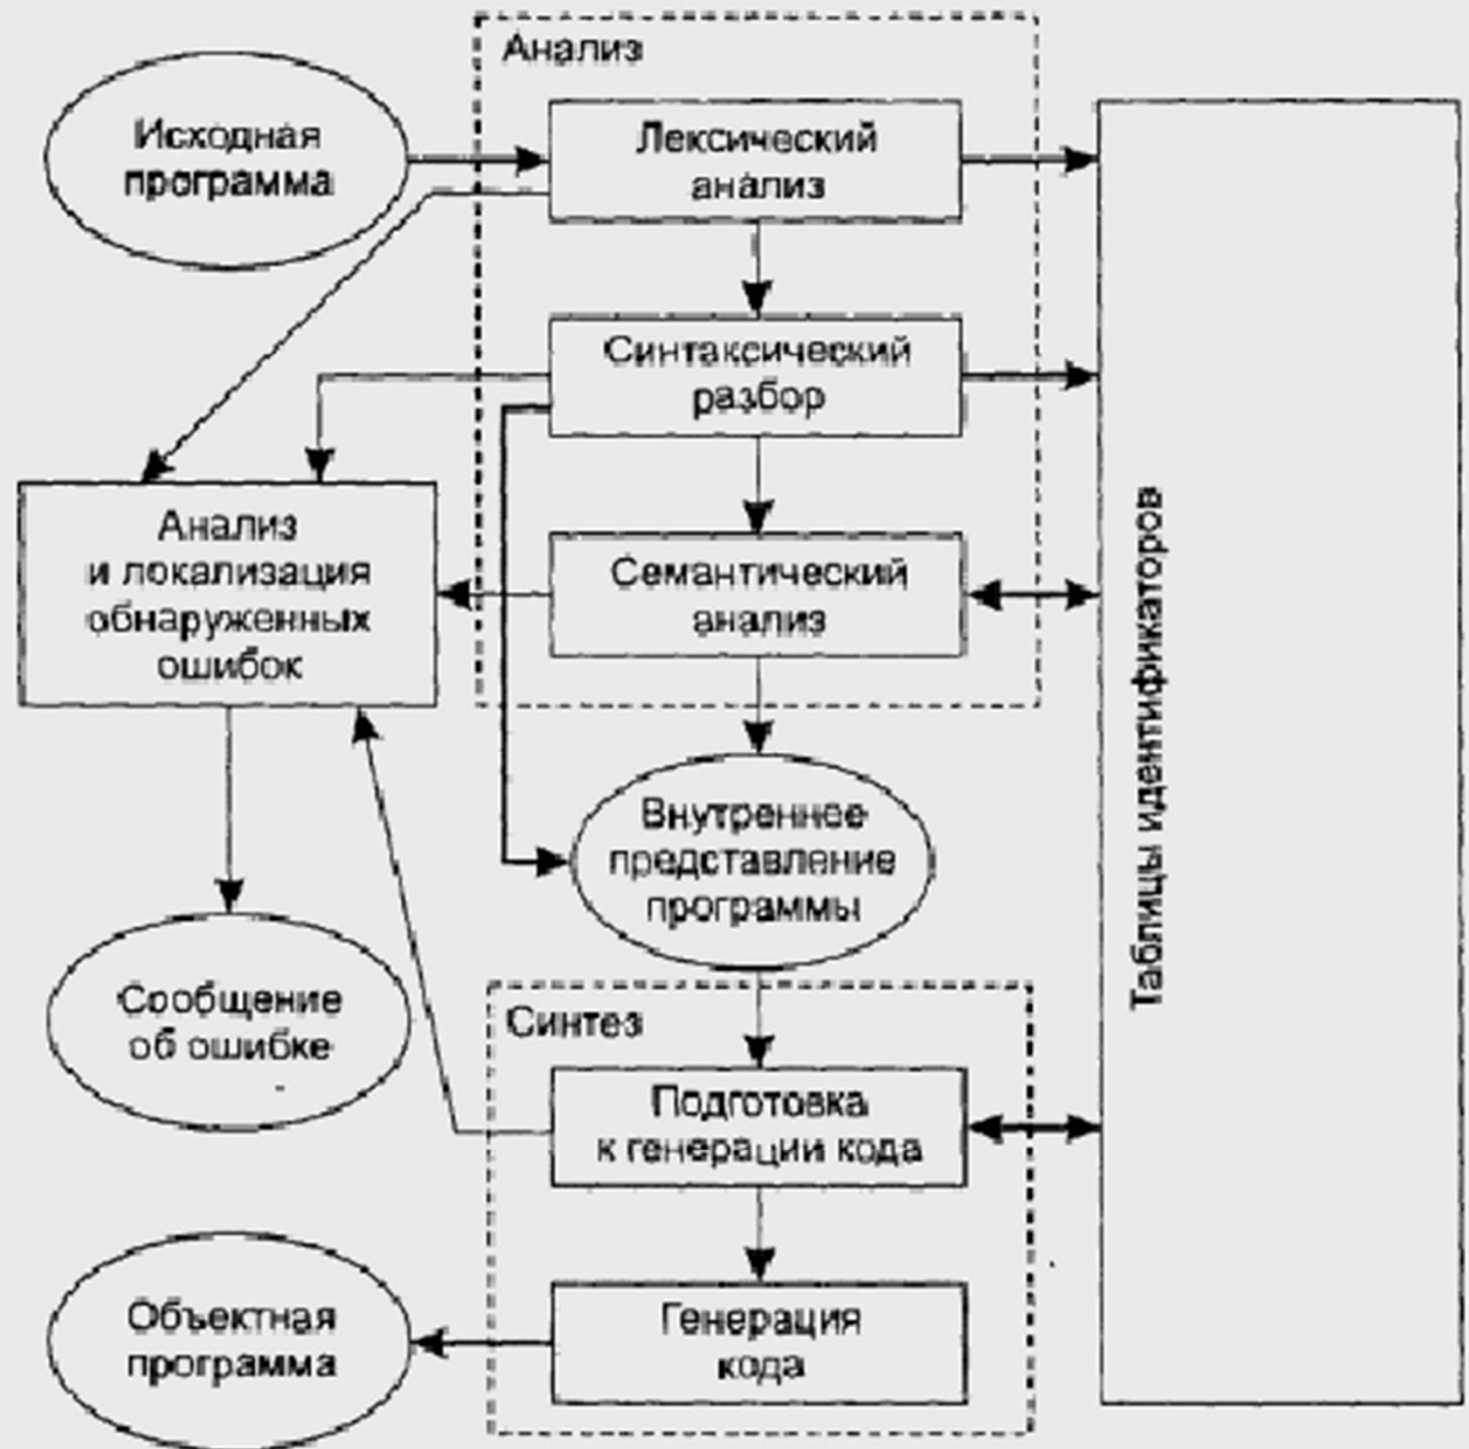 Анализ
Исходная
программа
Лексический
анализ
Синтаксический
разбор
Анализ
и локализация
обнаруженных
ошибок
Семантический
анализ
Таблицы идентификаторов
Внутреннее
представление
программы
Сообщение
об ошибке
Синтез
Подготовка
к генерации кода
Объектная
программа
Генерация
кода